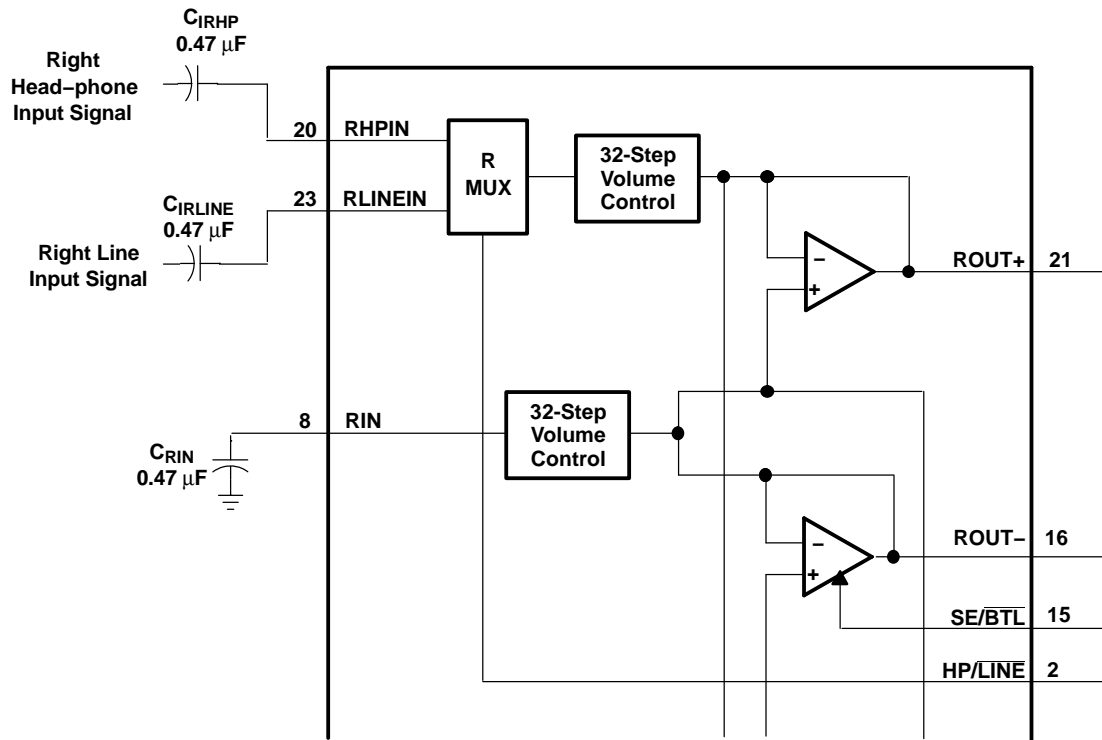 CIRHP
0.47 µF
Right
Head–phone
Input Signal
20
RHPIN
R
MUX
32-Step
Volume
Control
CIRLINE
0.47 µF
23
RLINEIN
Right Line
Input Signal
–
+
ROUT+
21
8
RIN
32-Step
Volume
Control
CRIN
0.47 µF
–
+
ROUT–
16
SE/B̅T̅L̅
15
HP/L̅I̅N̅E̅
2